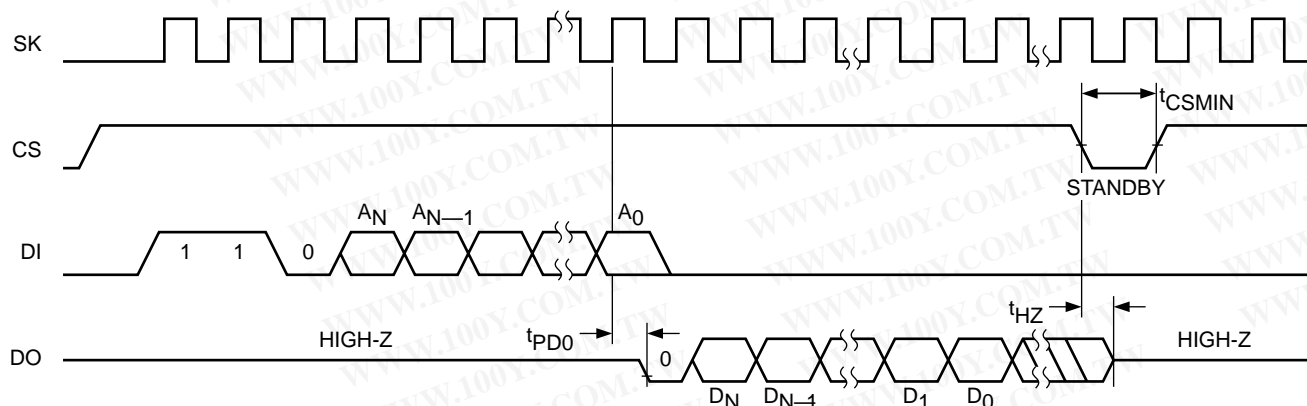 SK
WWW.100Y.COM.TW
CS
tCSMIN
STANDBY
DI
1 1 0 AN AN—1 A0
DO
HIGH-Z
tPD0
0
DN DN—1 D1 D0
tHZ
HIGH-Z